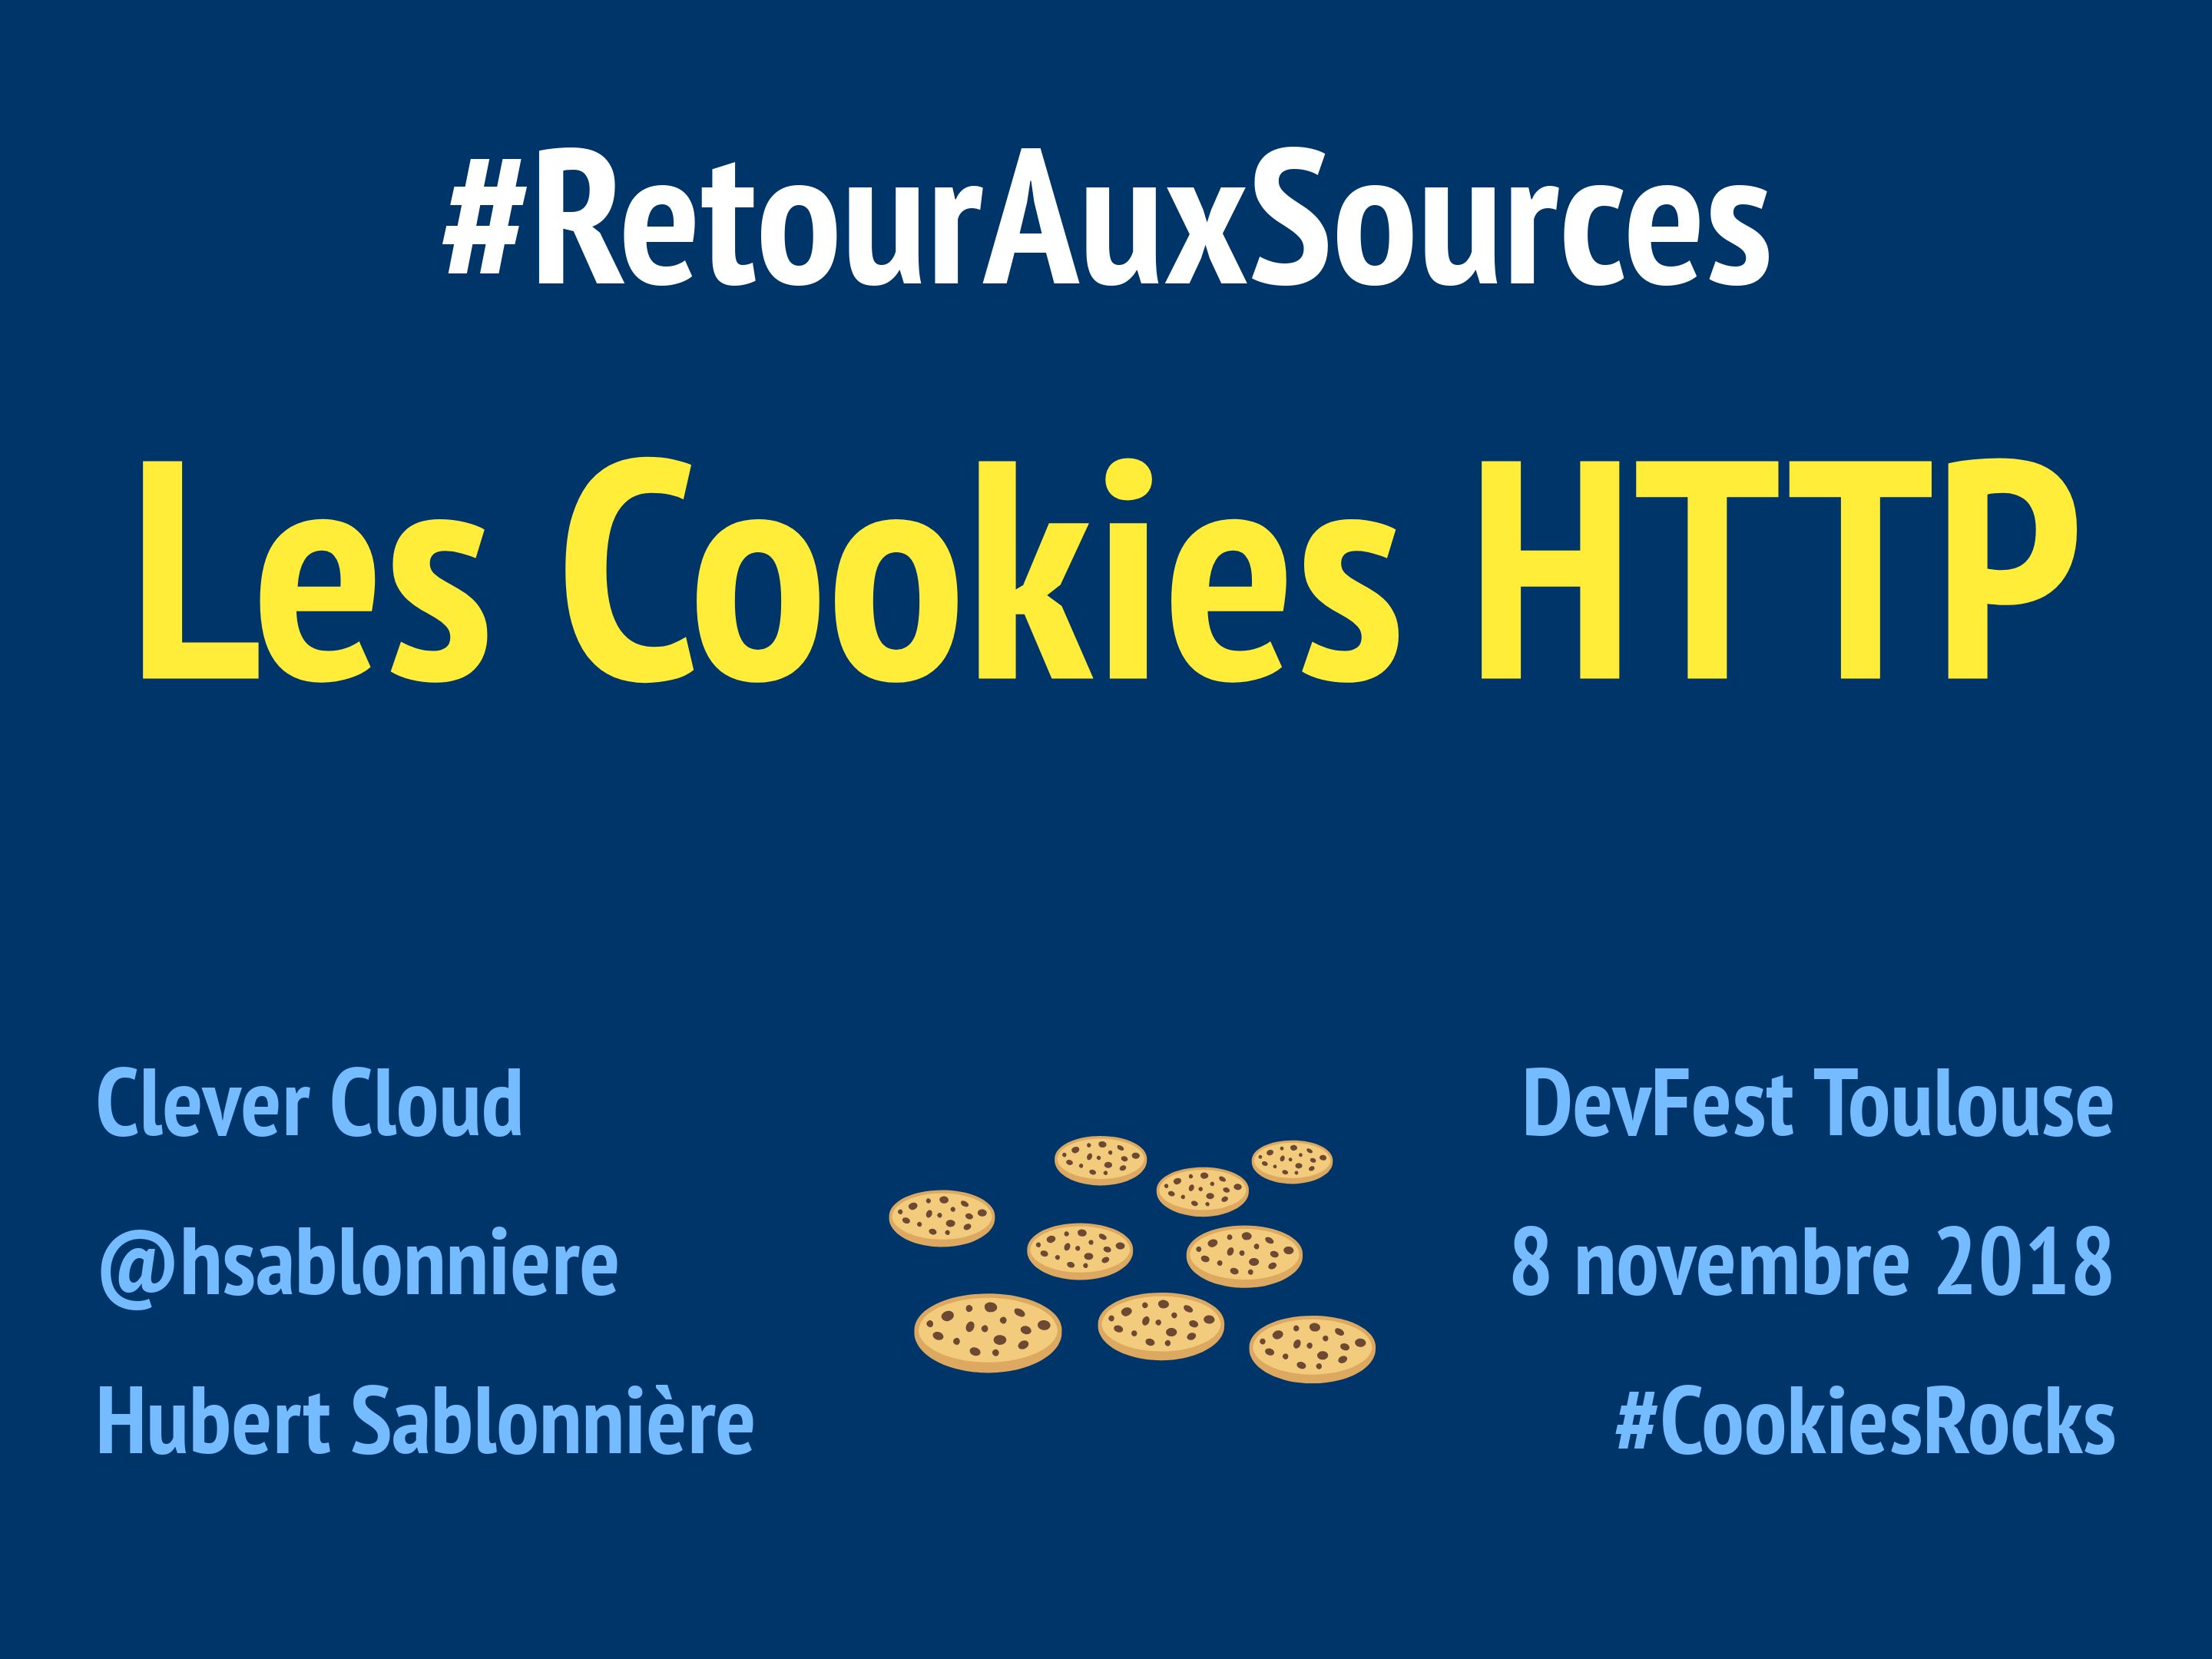 #RetourAuxSources
Les Cookies HTTP
Clever Cloud
@hsablonniere
Hubert Sablonnière
DevFest Toulouse
8 novembre 2018
#CookiesRocks